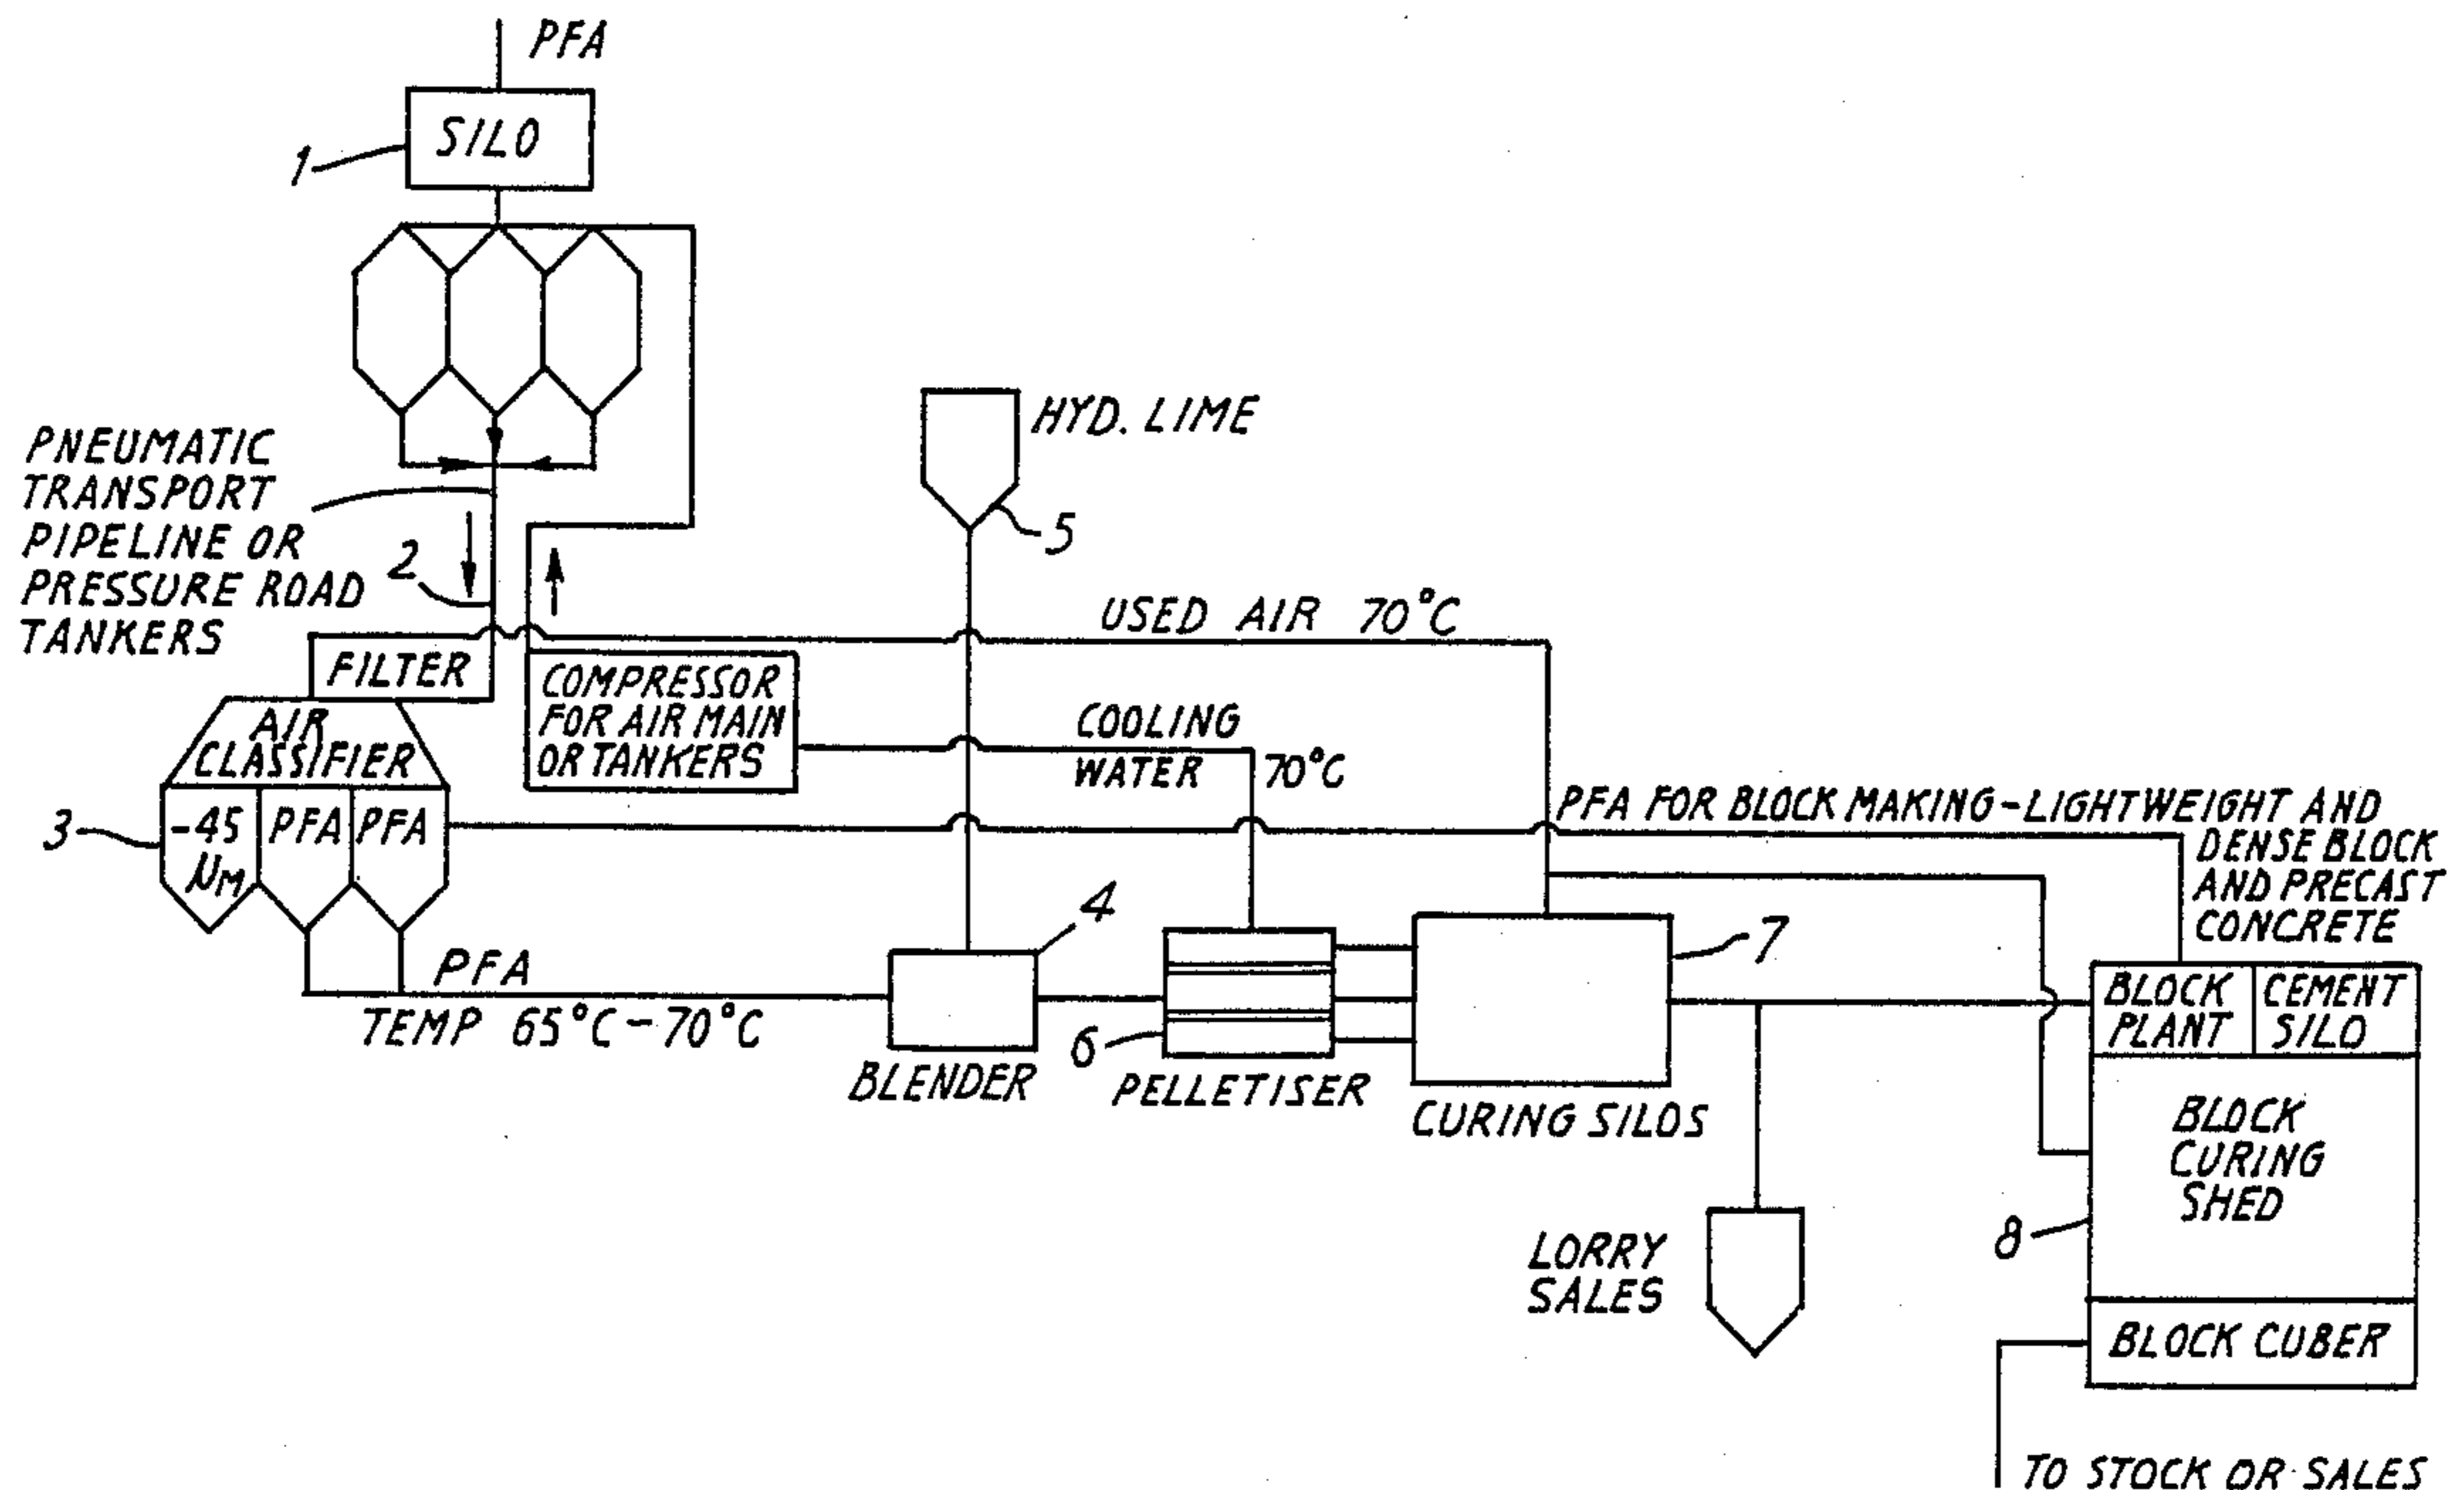 PFA
SILO
1
PNEUMATIC
TRANSPORT
PIPELINE OR
PRESSURE ROAD
TANKERS
2
HYD. LIME
5
USED AIR 70°C
FILTER
COMPRESSOR
FOR AIR MAIN
OR TANKERS
AIR
CLASSIFIER
COOLING
WATER
70°C
3
-45
µM
PFA
PFA
PFA FOR BLOCK MAKING-LIGHTWEIGHT AND
DENSE BLOCK
AND PRECAST
CONCRETE
PFA
TEMP 65°C-70°C
4
BLENDER
6
PELLETISER
7
CURING SILOS
BLOCK
PLANT
CEMENT
SILO
BLOCK
CURING
SHED
8
LORRY
SALES
BLOCK CUBER
TO STOCK OR SALES